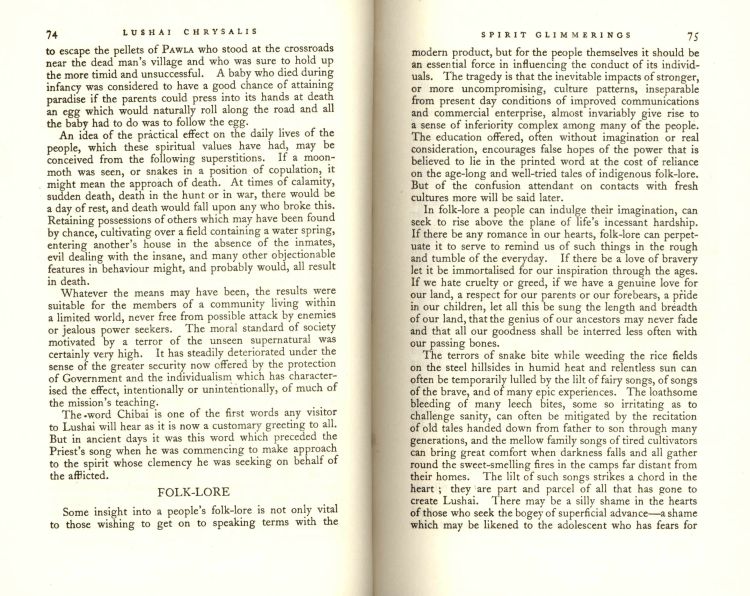 74 LUSHAI CHRYSALIS
to escape the pellets of PAWLA who stood at the crossroads
near the dead man's village and who was sure to hold up
the more timid and unsuccessful. A baby who died during
infancy was considered to have a good chance of attaining
paradise if the parents could press into its hands at death
an egg which would naturally roll along the road and all
the baby had to do was to follow the egg.
An idea of the practical effect on the daily lives of the
people, which these spiritual values have had, may be
conceived from the following superstitions. If a moon-
moth was seen, or snakes in a position of copulation, it
might mean the approach of death. At times of calamity,
sudden death, death in the hunt or in war, there would be
a day of rest, and death would fall upon any who broke this.
Retaining possessions of others which may have been found
by chance, cultivating over a field containing a water spring,
entering another's house in the absence of the inmates,
evil dealing with the insane, and many other objectionable
features in behaviour might, and probably would, all result
in death.
Whatever the means may have been, the results were
suitable for the members of a community living within
a limited world, never free from possible attack by enemies
or jealous power seekers. The moral standard of society
motivated by a terror of the unseen supernatural was
certainly very high. It has steadily deteriorated under the
sense of the greater security now offered by the protection
of Government and the individualism which has character-
ised the effect, intentionally or unintentionally, of much of
the mission's teaching.
The word Chibai is one of the first words any visitor
to Lushai will hear as it is now a customary greeting to all.
But in ancient days it was this word which preceded the
Priest's song when he was commencing to make approach
to the spirit whose clemency he was seeking on behalf of
the afflicted.
FOLK-LORE
Some insight into a people's folk-lore is not only vital
to those wishing to get on to speaking terms with the
SPIRIT GLIMMERINGS 75
modern product, but for the people themselves it should be
an essential force in influencing the conduct of its individ-
uals. The tragedy is that the inevitable impacts of stronger,
or more uncompromising, culture patterns, inseparable
from present day conditions of improved communications
and commercial enterprise, almost invariably give rise to
a sense of inferiority complex among many of the people.
The education offered, often without imagination or real
consideration, encourages false hopes of the power that is
believed to lie in the printed word at the cost of reliance
on the age-long and well-tried tales of indigenous folk-lore.
But of the confusion attendant on contacts with fresh
cultures more will be said later.
In folk-lore a people can indulge their imagination, can
seek to rise above the plane of life's incessant hardship.
If there be any romance in our hearts, folk-lore can perpet-
uate it to serve to remind us of such things in the rough
and tumble of the everyday. If there be a love of bravery
let it be immortalised for our inspiration through the ages.
If we hate cruelty or greed, if we have a genuine love for
our land, a respect for our parents or our forebears, a pride
in our children, let all this be sung the length and breadth
of our land, that the genius of our ancestors may never fade
and that all our goodness shall be interred less often with
our passing bones.
The terrors of snake bite while weeding the rice fields
on the steel hillsides in humid heat and relentless sun can
often be temporarily lulled by the lilt of fairy songs, of songs
of the brave, and of many epic experiences. The loathsome
bleeding of many leech bites, some so irritating as to
challenge sanity, can often be mitigated by the recitation
of old tales handed down from father to son through many
generations, and the mellow family songs of tired cultivators
can bring great comfort when darkness falls and all gather
round the sweet-smelling fires in the camps far distant from
their homes. The lilt of such songs strikes a chord in the
heart ; they are part and parcel of all that has gone to
create Lushai. There may be a silly shame in the hearts
of those who seek the bogey of superficial advance—a shame
which may be likened to the adolescent who has fears for